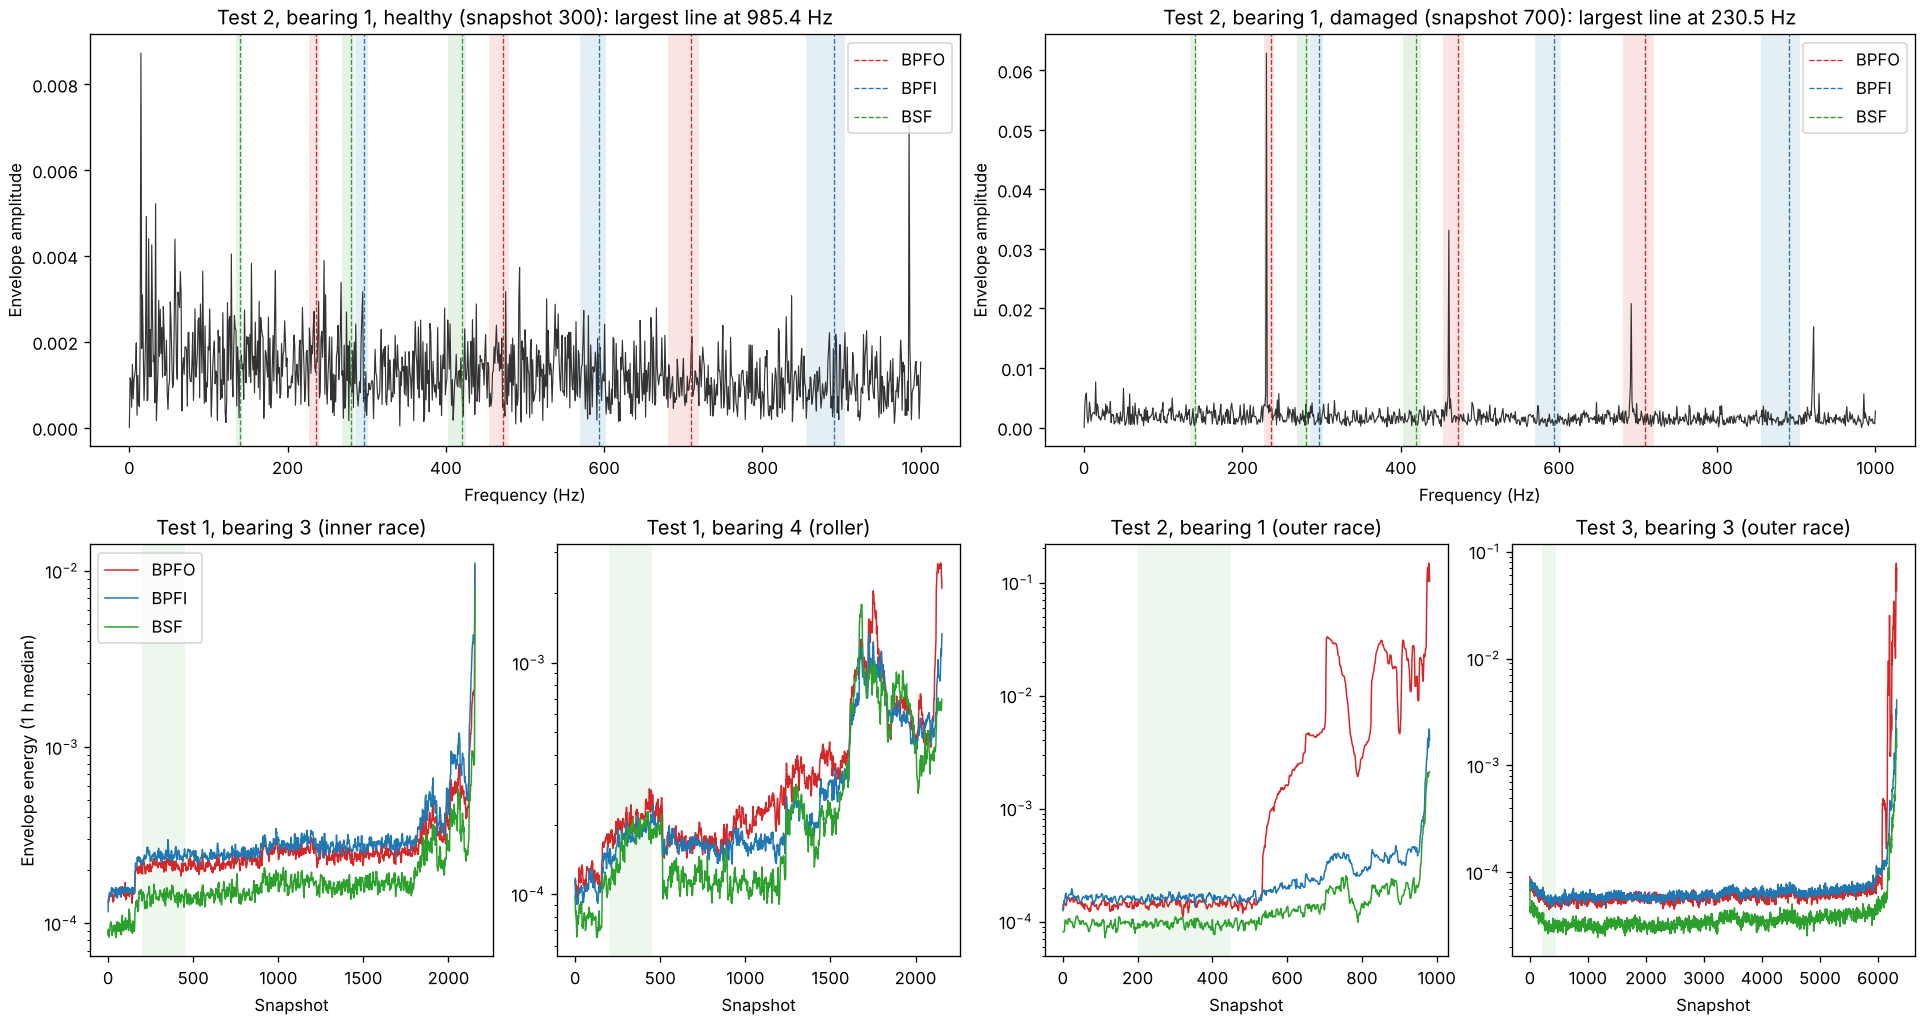 Test 2, bearing 1, healthy (snapshot 300): largest line at 985.4 Hz
Envelope amplitude
0.008
0.006
0.004
0.002
0.000
BPFO
BPFI
BSF
0
200
400
600
800
1000
Frequency (Hz)
Test 2, bearing 1, damaged (snapshot 700): largest line at 230.5 Hz
Envelope amplitude
0.06
0.05
0.04
0.03
0.02
0.01
0.00
BPFO
BPFI
BSF
0
200
400
600
800
1000
Frequency (Hz)
Test 1, bearing 3 (inner race)
Envelope energy (1 h median)
10⁻²
10⁻³
10⁻⁴
BPFO
BPFI
BSF
0
500
1000
1500
2000
Snapshot
Test 1, bearing 4 (roller)
10⁻³
10⁻⁴
0
500
1000
1500
2000
Snapshot
Test 2, bearing 1 (outer race)
10⁻¹
10⁻²
10⁻³
10⁻⁴
0
200
400
600
800
1000
Snapshot
Test 3, bearing 3 (outer race)
10⁻¹
10⁻²
10⁻³
10⁻⁴
0
1000
2000
3000
4000
5000
6000
Snapshot